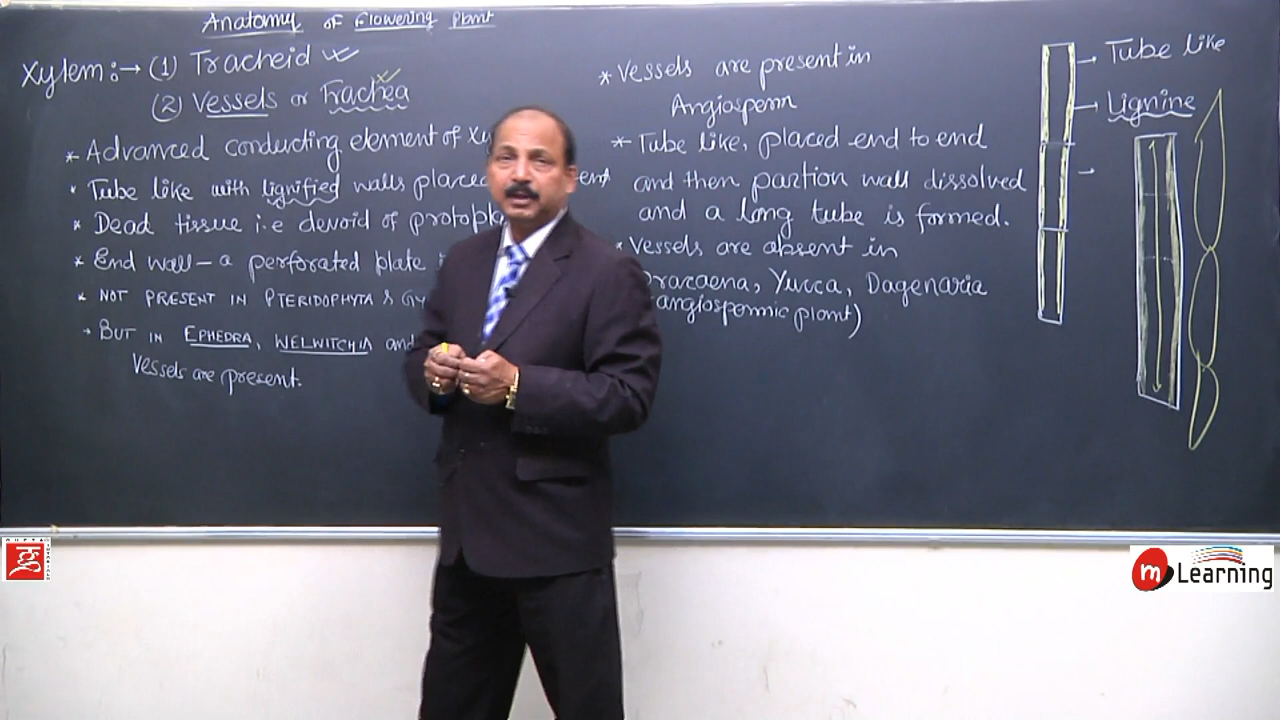 Anatomy of Flowering Plant
Xylem:→ (1) Tracheid
(2) Vessels or Trachea
* Advanced conducting element of Xy
* Tube like with lignified walls placed
* Dead tissue i.e devoid of protopla
* End wall – a perforated plate
* NOT PRESENT IN PTERIDOPHYTA & Gy
→ BUT IN EPHEDRA, WELWITCHIA and
Vessels are present.
* Vessels are present in
Angiosperm
* Tube like, placed end to end
and then partion wall dissolved
and a long tube is formed.
* Vessels are absent in
Dracaena, Yucca, Dagenaria
(angiospermic plant)
→ Tube like
→ Lignine
m Learning